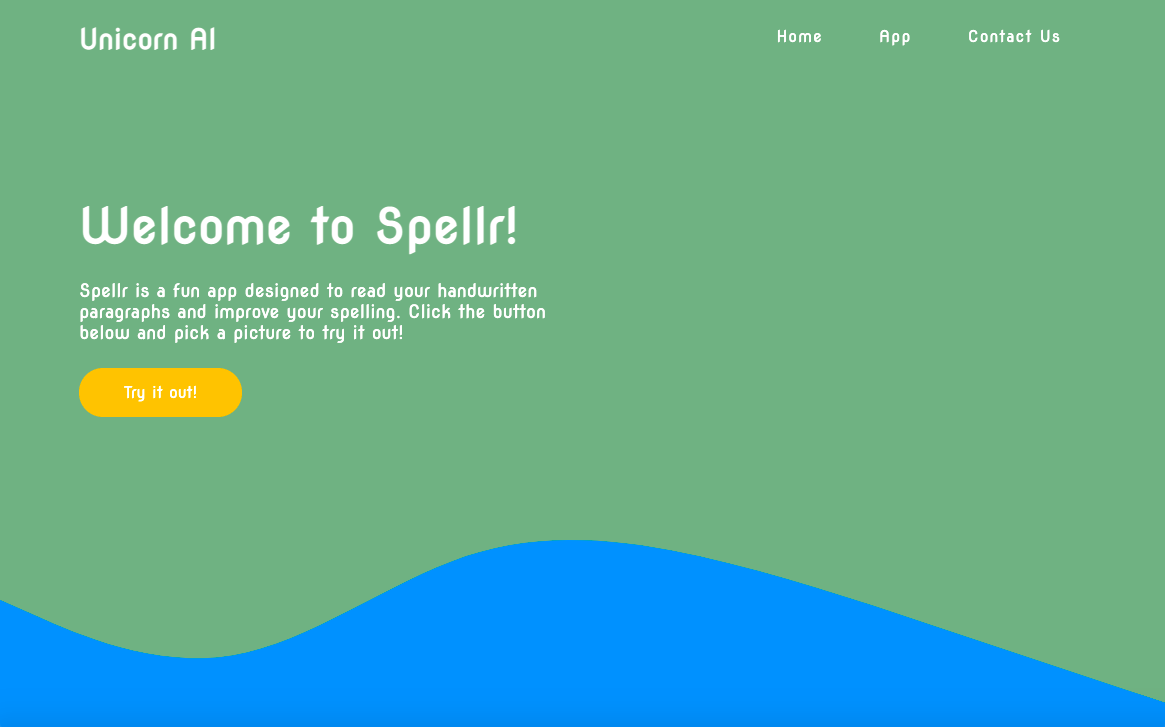 Unicorn AI
Home App Contact Us
Welcome to Spellr!
Spellr is a fun app designed to read your handwritten
paragraphs and improve your spelling. Click the button
below and pick a picture to try it out!
Try it out!